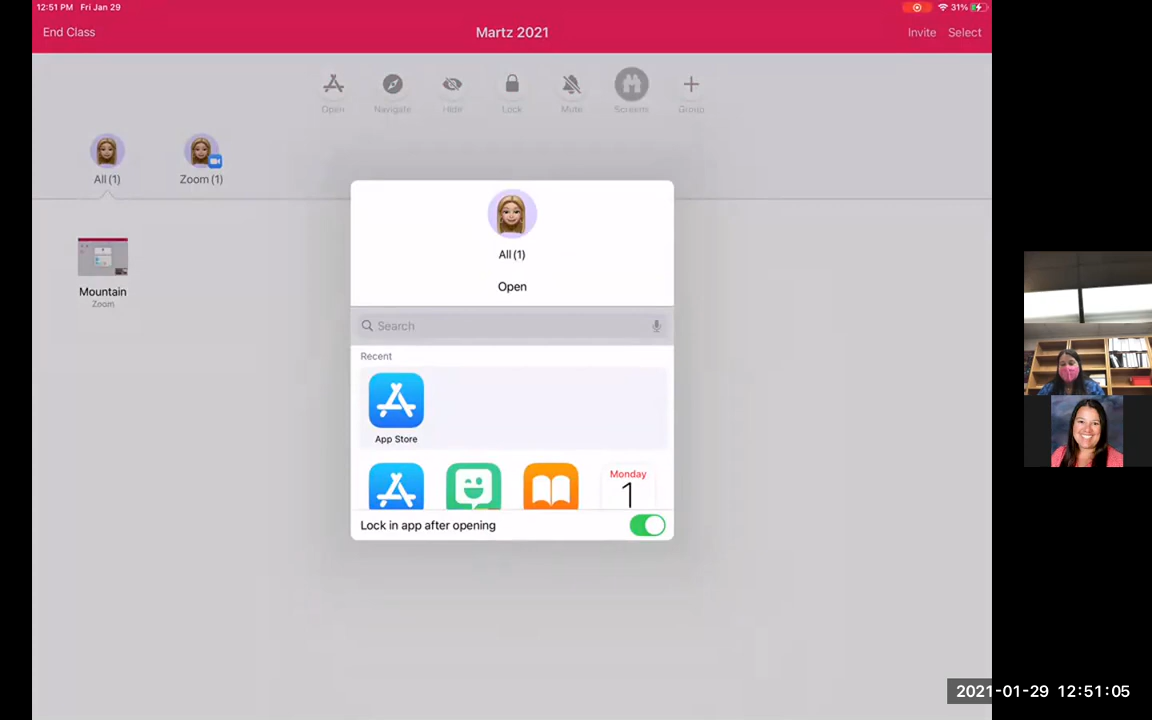 12:51 PM Fri Jan 29
31%
End Class
Martz 2021
Invite Select
Open Navigate Hide Lock Mute Screens Group
All (1) Zoom (1)
Mountain
Zoom
All (1)
Open
Search
Recent
App Store
Monday
1
Lock in app after opening
2021-01-29 12:51:05